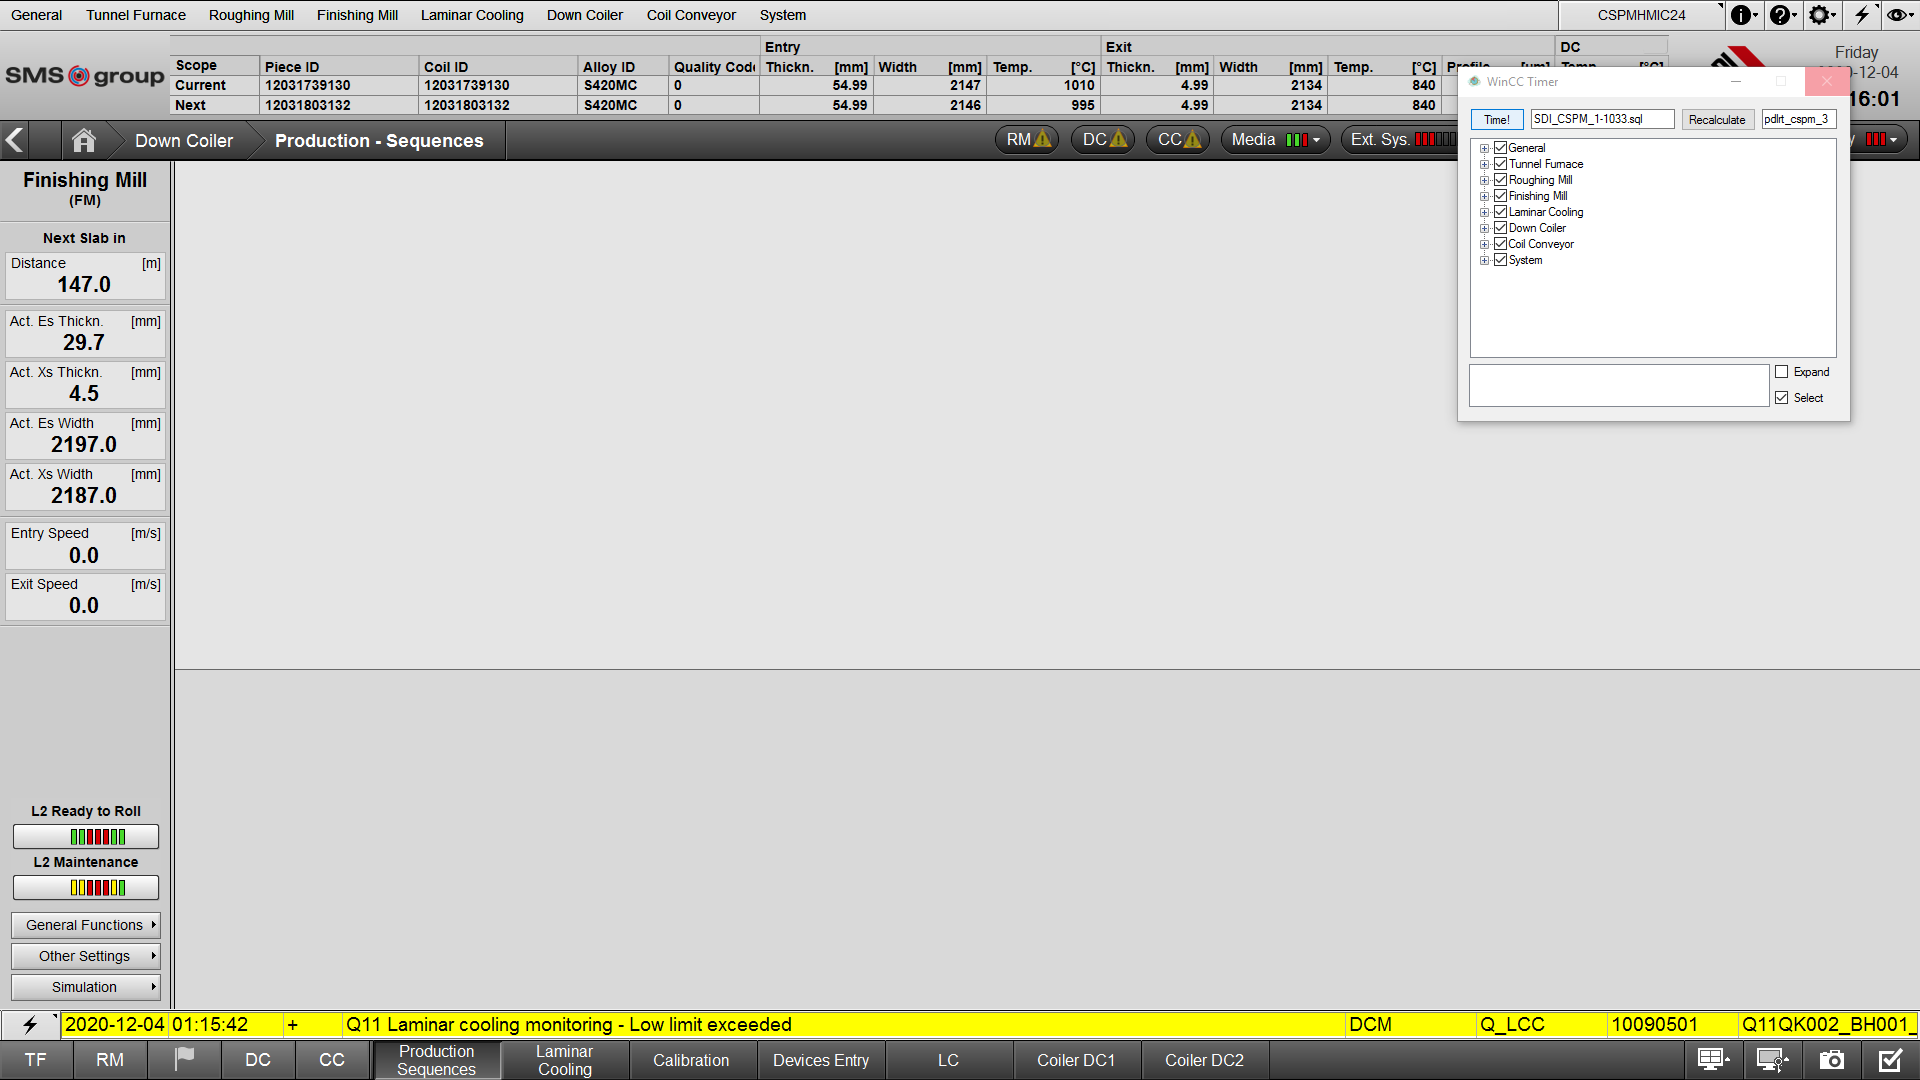 General Tunnel Furnace Roughing Mill Finishing Mill Laminar Cooling Down Coiler Coil Conveyor System CSPMHMIC24
Entry Exit DC
Scope Piece ID Coil ID Alloy ID Quality Thickn. [mm] Width [mm] Temp. [°C] Thickn. [mm] Width [mm] Temp. [°C]
Current 12031739130 12031739130 S420MC 0 54.99 2147 1010 4.99 2134 840
Next 12031803132 12031803132 S420MC 0 54.99 2146 995 4.99 2134 840
SMS group
Friday
-12-04
16:01
Down Coiler Production - Sequences RM DC CC Media Ext. Sys.
WinCC Timer
Time! SDI_CSPM_1-1033.sql Recalculate pdlrt_cspm_3
General
Tunnel Furnace
Roughing Mill
Finishing Mill
Laminar Cooling
Down Coiler
Coil Conveyor
System
Expand
Select
Finishing Mill
(FM)
Next Slab in
Distance [m]
147.0
Act. Es Thickn. [mm]
29.7
Act. Xs Thickn. [mm]
4.5
Act. Es Width [mm]
2197.0
Act. Xs Width [mm]
2187.0
Entry Speed [m/s]
0.0
Exit Speed [m/s]
0.0
L2 Ready to Roll
L2 Maintenance
General Functions
Other Settings
Simulation
2020-12-04 01:15:42 + Q11 Laminar cooling monitoring - Low limit exceeded DCM Q_LCC 10090501 Q11QK002_BH001_
TF RM DC CC Production Sequences Laminar Cooling Calibration Devices Entry LC Coiler DC1 Coiler DC2